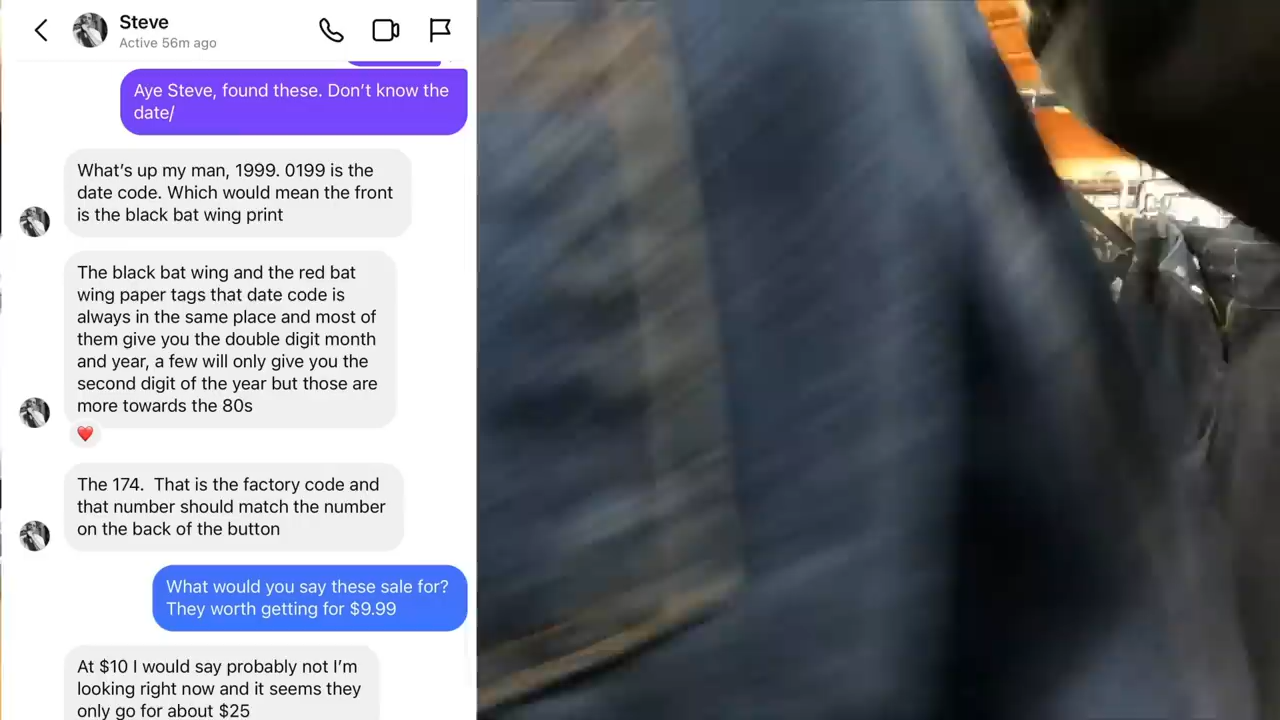 Steve
Active 56m ago
Aye Steve, found these. Don’t know the
date/
What’s up my man, 1999. 0199 is the
date code. Which would mean the front
is the black bat wing print
The black bat wing and the red bat
wing paper tags that date code is
always in the same place and most of
them give you the double digit month
and year, a few will only give you the
second digit of the year but those are
more towards the 80s
The 174.  That is the factory code and
that number should match the number
on the back of the button
What would you say these sale for?
They worth getting for $9.99
At $10 I would say probably not I’m
looking right now and it seems they
only go for about $25